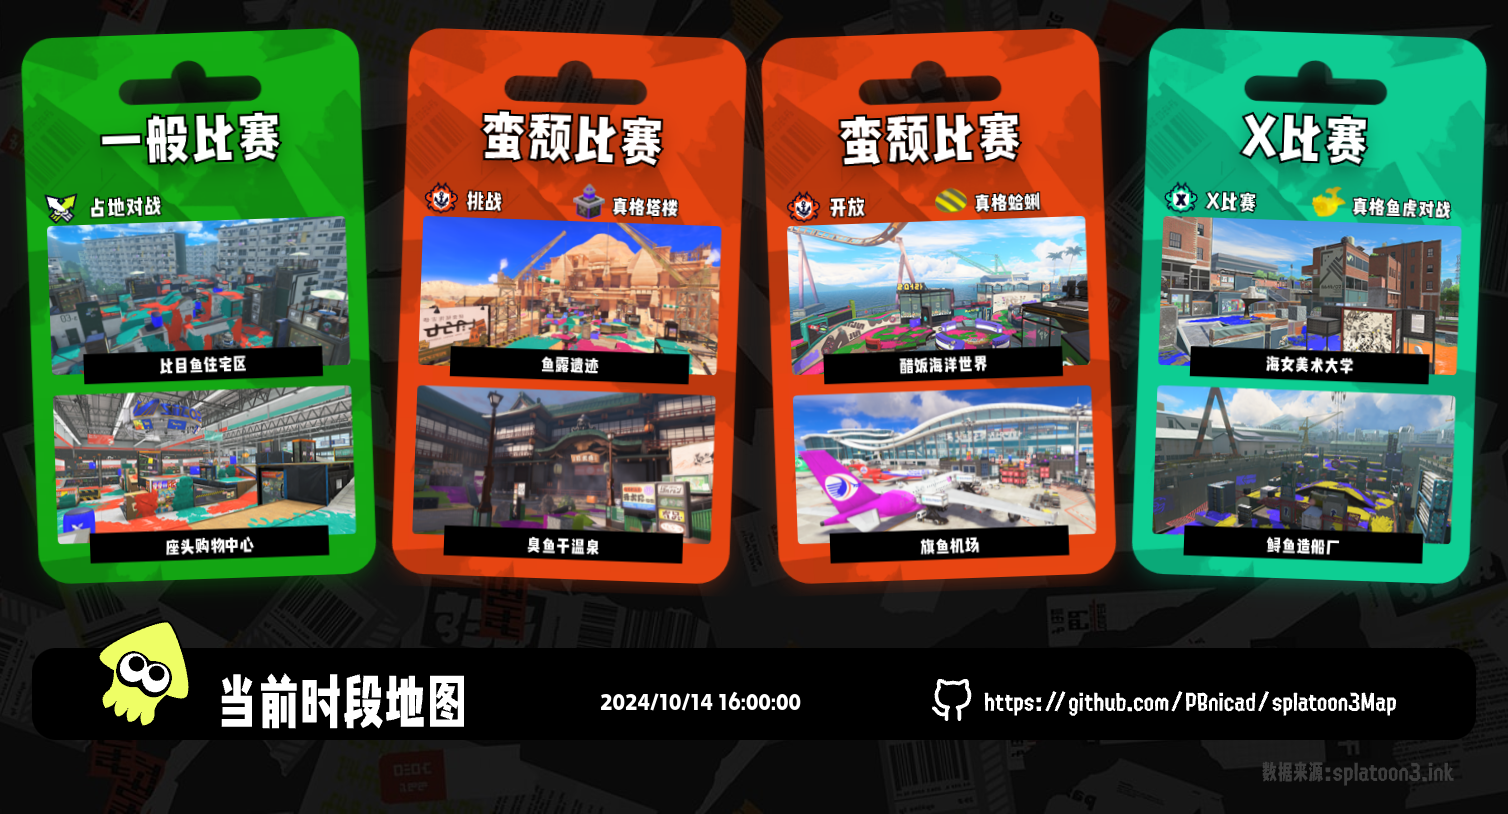 一般比赛
占地对战
比目鱼住宅区
座头购物中心
蛮颓比赛
挑战
真格塔楼
鱼露遗迹
臭鱼干温泉
蛮颓比赛
开放
真格蛤蜊
醋饭海洋世界
旗鱼机场
X比赛
X比赛
真格鱼虎对战
海女美术大学
鲟鱼造船厂
当前时段地图
2024/10/14 16:00:00
https://github.com/PBnicad/splatoon3Map
数据来源:splatoon3.ink